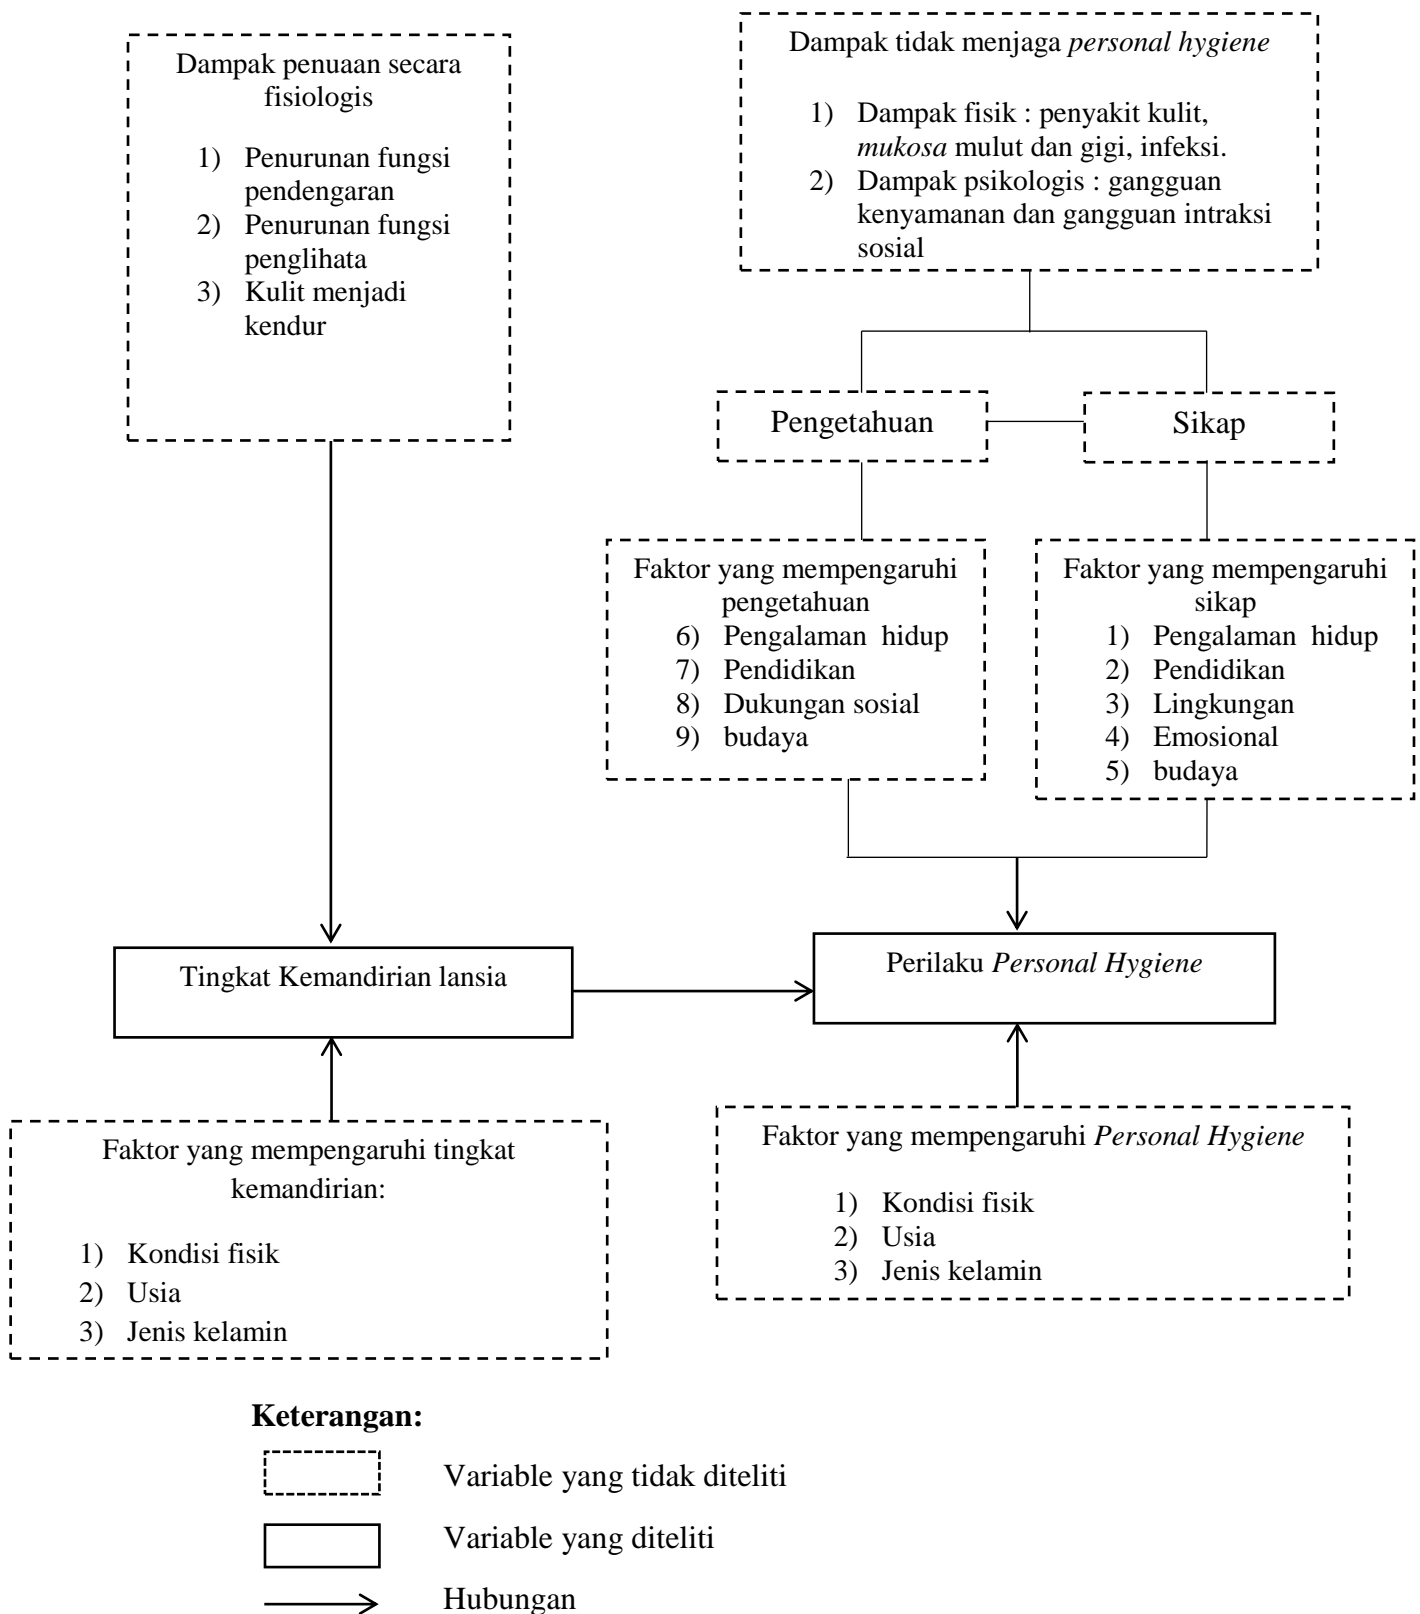 Dampak penuaan secara
fisiologis
1) Penurunan fungsi
pendengaran
2) Penurunan fungsi
penglihata
3) Kulit menjadi
kendur
Dampak tidak menjaga personal hygiene
1) Dampak fisik : penyakit kulit,
mukosa mulut dan gigi, infeksi.
2) Dampak psikologis : gangguan
kenyamanan dan gangguan intraksi
sosial
Pengetahuan
Sikap
Faktor yang mempengaruhi
pengetahuan
6) Pengalaman hidup
7) Pendidikan
8) Dukungan sosial
9) budaya
Faktor yang mempengaruhi
sikap
1) Pengalaman hidup
2) Pendidikan
3) Lingkungan
4) Emosional
5) budaya
Tingkat Kemandirian lansia
Perilaku Personal Hygiene
Faktor yang mempengaruhi tingkat
kemandirian:
1) Kondisi fisik
2) Usia
3) Jenis kelamin
Faktor yang mempengaruhi Personal Hygiene
1) Kondisi fisik
2) Usia
3) Jenis kelamin
Keterangan:
Variable yang tidak diteliti
Variable yang diteliti
Hubungan